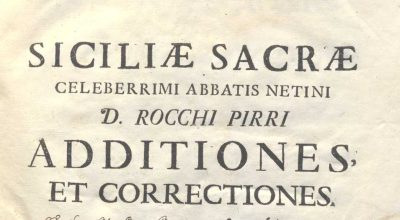 SICILIÆ SACRÆ
CELEBERRIMI ABBATIS NETINI
D. ROCCHI PIRRI
ADDITIONES,
ET CORRECTIONES.